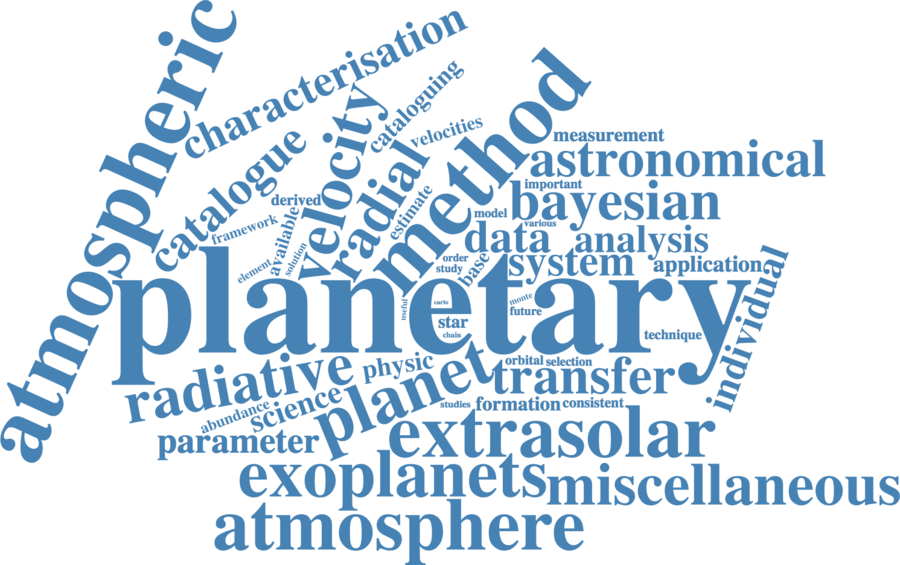 atmospheric
characterisation
cataloguing
velocity
velocities
method
catalogue
radial
measurement
astronomical
derived
estimate
important
bayesian
framework
available
model
various
data
analysis
element
solution
order
study
base
system
application
individual
planetary
useful
carlo
monte
future
star
chain
technique
radiative
physic
planet
orbital
selection
transfer
abundance
science
studies
formation
consistent
parameter
extrasolar
exoplanets
miscellaneous
atmosphere